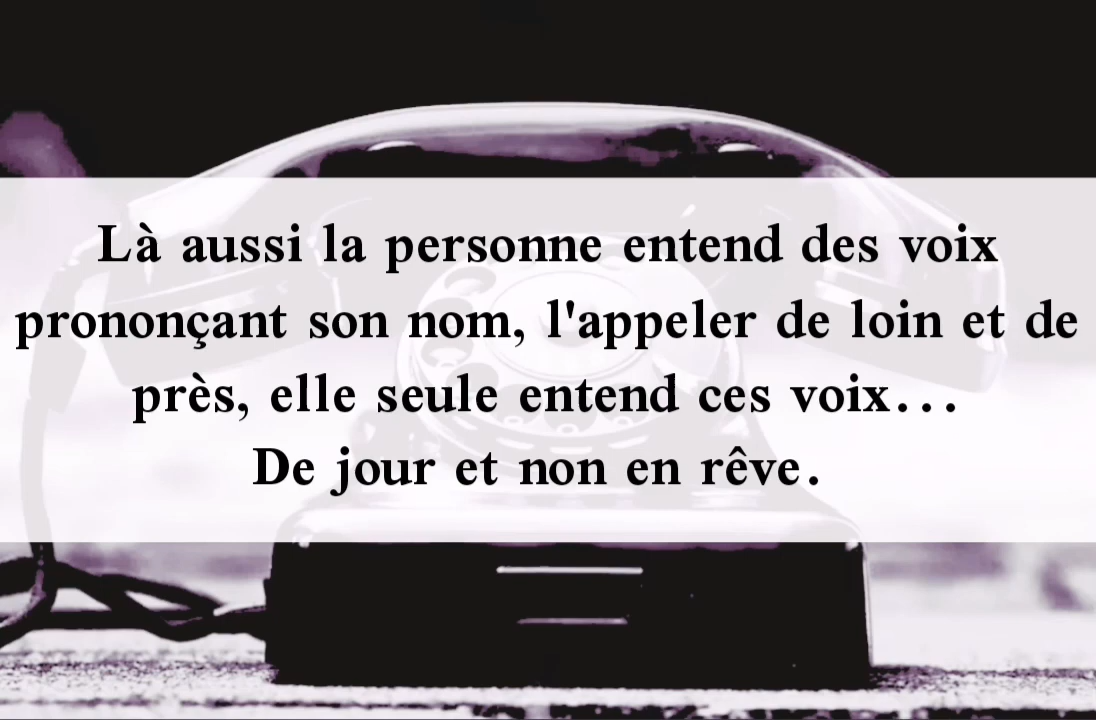 Là aussi la personne entend des voix
prononçant son nom, l'appeler de loin et de
près, elle seule entend ces voix...
De jour et non en rêve.